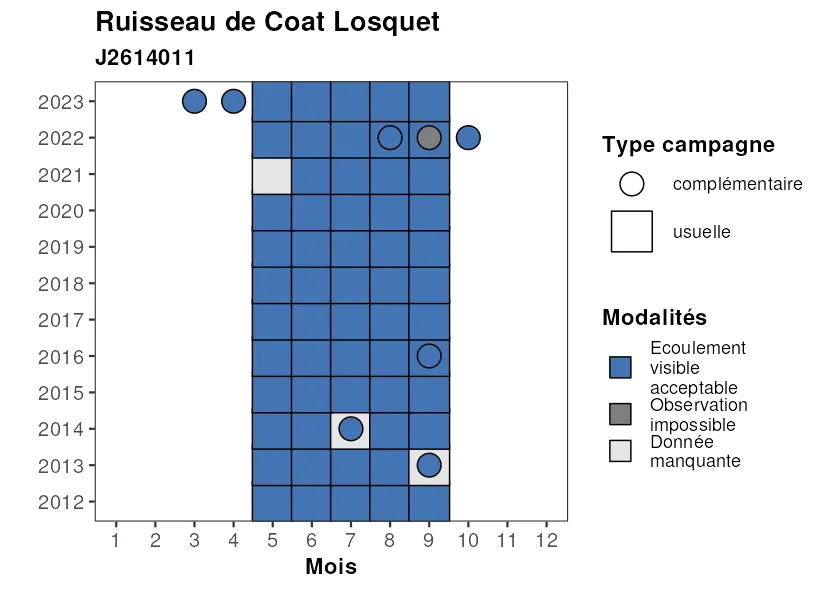 Ruisseau de Coat Losquet
J2614011
2023
2022
2021
2020
2019
2018
2017
2016
2015
2014
2013
2012
1 2 3 4 5 6 7 8 9 10 11 12
Mois
Type campagne
complémentaire
usuelle
Modalités
Ecoulement
visible
acceptable
Observation
impossible
Donnée
manquante